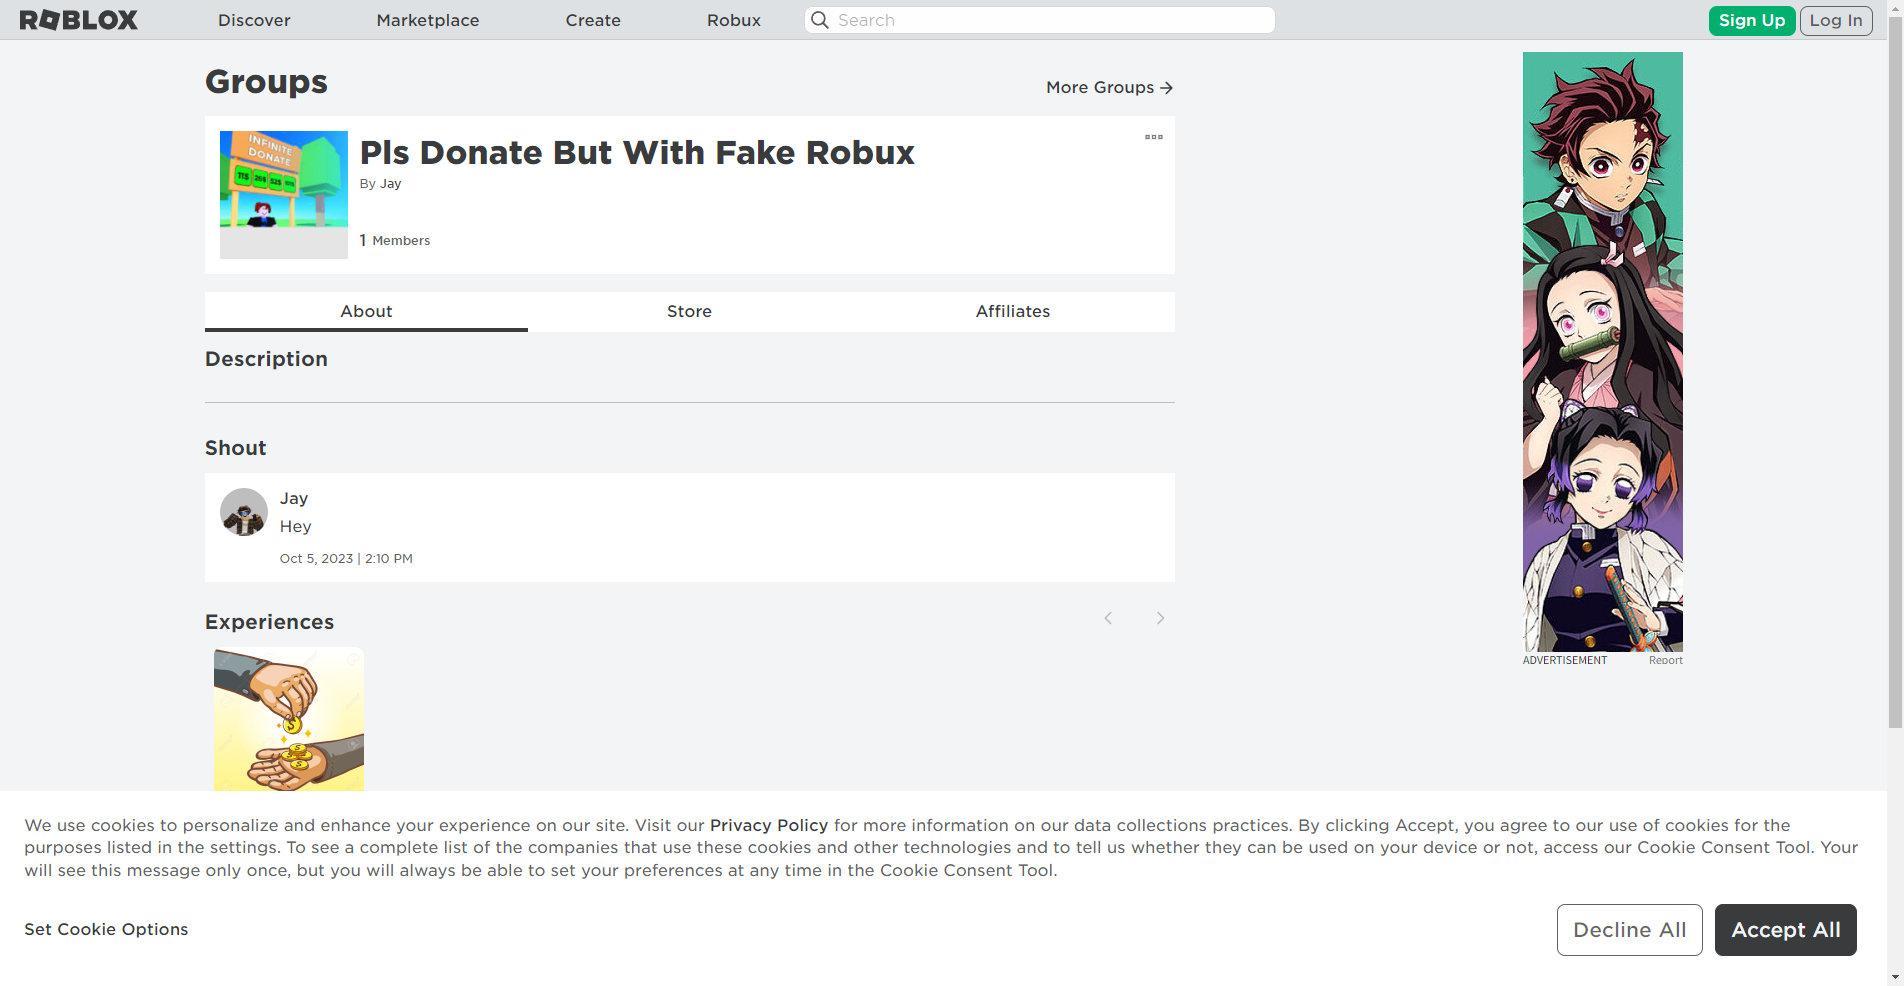 ROBLOX
Discover
Marketplace
Create
Robux
Search
Sign Up
Log In
Groups
More Groups →
INFINITE
DONATE
Pls Donate But With Fake Robux
By Jay
1 Members
About
Store
Affiliates
Description
Shout
Jay
Hey
Oct 5, 2023 | 2:10 PM
Experiences
ADVERTISEMENT
Report
We use cookies to personalize and enhance your experience on our site. Visit our Privacy Policy for more information on our data collections practices. By clicking Accept, you agree to our use of cookies for the
purposes listed in the settings. To see a complete list of the companies that use these cookies and other technologies and to tell us whether they can be used on your device or not, access our Cookie Consent Tool. Your
will see this message only once, but you will always be able to set your preferences at any time in the Cookie Consent Tool.
Set Cookie Options
Decline All
Accept All